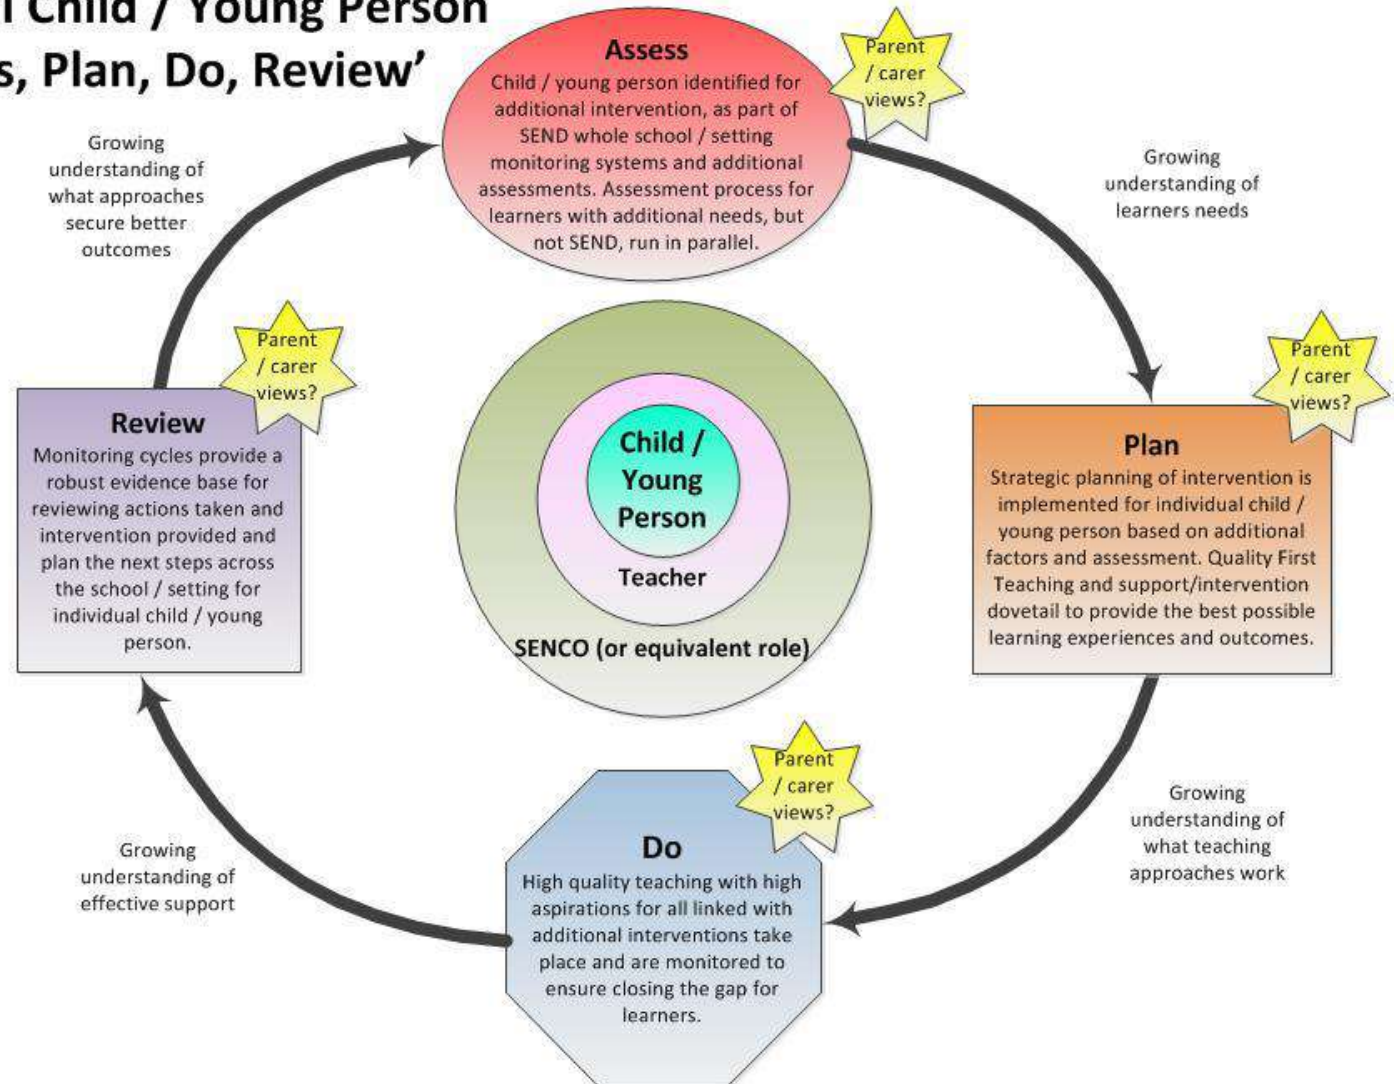 l Child / Young Person
s, Plan, Do, Review’
Assess
Child / young person identified for
additional intervention, as part of
SEND whole school / setting
monitoring systems and additional
assessments. Assessment process for
learners with additional needs, but
not SEND, run in parallel.
Parent
/ carer
views?
Growing
understanding of
learners needs
Parent
/ carer
views?
Plan
Strategic planning of intervention is
implemented for individual child /
young person based on additional
factors and assessment. Quality First
Teaching and support/intervention
dovetail to provide the best possible
learning experiences and outcomes.
Growing
understanding of
what teaching
approaches work
Parent
/ carer
views?
Do
High quality teaching with high
aspirations for all linked with
additional interventions take
place and are monitored to
ensure closing the gap for
learners.
Growing
understanding of
effective support
Parent
/ carer
views?
Review
Monitoring cycles provide a
robust evidence base for
reviewing actions taken and
intervention provided and
plan the next steps across
the school / setting for
individual child / young
person.
Growing
understanding of
what approaches
secure better
outcomes
Child /
Young
Person
Teacher
SENCO (or equivalent role)